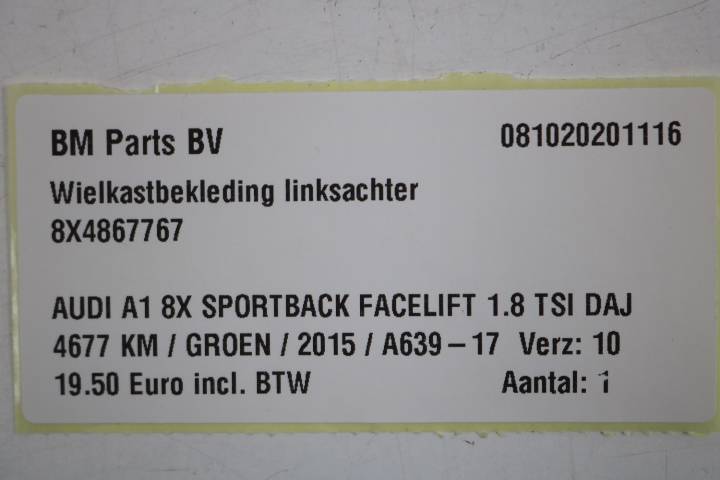 BM Parts BV 081020201116
Wielkastbekleding linksachter
8X4867767
AUDI A1 8X SPORTBACK FACELIFT 1.8 TSI DAJ
4677 KM / GROEN / 2015 / A639-17 Verz: 10
19.50 Euro incl. BTW Aantal: 1